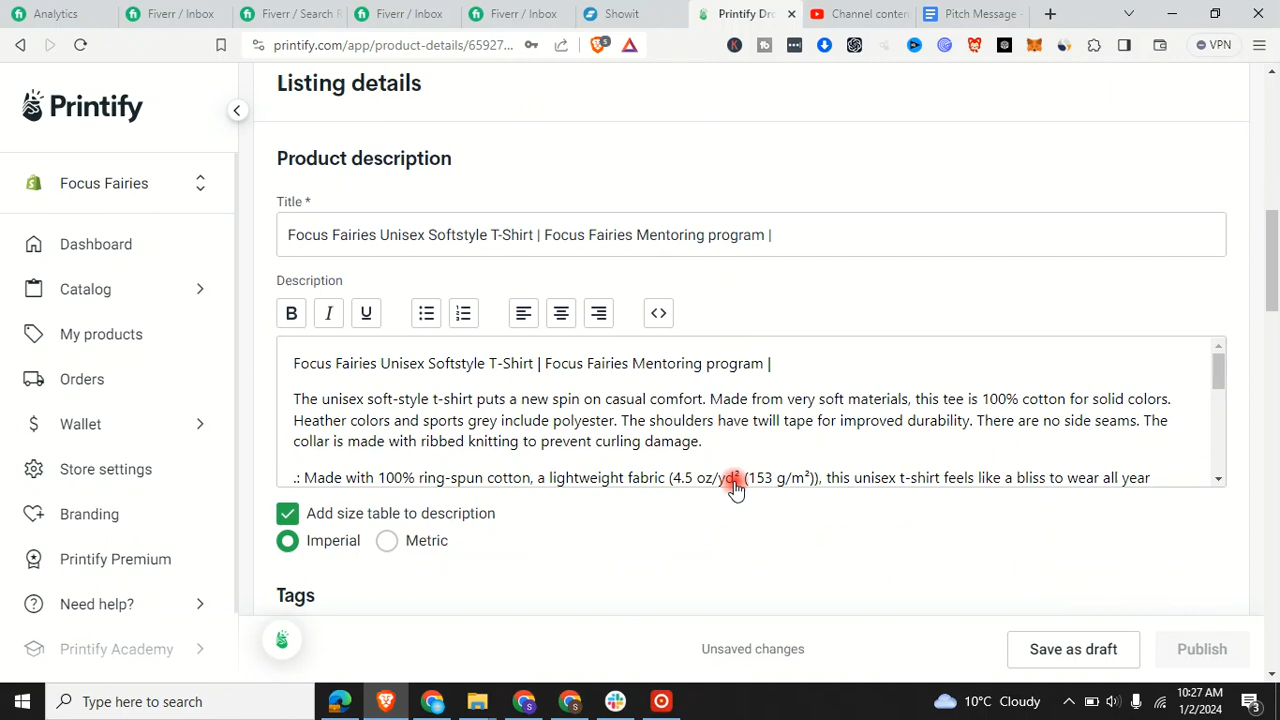 Analytics
Fiverr / Inbox
Fiverr / Search R
Fiverr / Inbox
Fiverr / Inbox
Showit
Printify Dro
Channel conten
Pitch Message -
printify.com/app/product-details/65927...
VPN
Printify
Focus Fairies
Dashboard
Catalog
My products
Orders
Wallet
Store settings
Branding
Printify Premium
Need help?
Printify Academy
Listing details
Product description
Title *
Focus Fairies Unisex Softstyle T-Shirt | Focus Fairies Mentoring program |
Description
B I U
Focus Fairies Unisex Softstyle T-Shirt | Focus Fairies Mentoring program |
The unisex soft-style t-shirt puts a new spin on casual comfort. Made from very soft materials, this tee is 100% cotton for solid colors.
Heather colors and sports grey include polyester. The shoulders have twill tape for improved durability. There are no side seams. The
collar is made with ribbed knitting to prevent curling damage.
.: Made with 100% ring-spun cotton, a lightweight fabric (4.5 oz/yd² (153 g/m²)), this unisex t-shirt feels like a bliss to wear all year
Add size table to description
Imperial Metric
Tags
Unsaved changes
Save as draft
Publish
Type here to search
10°C Cloudy
10:27 AM
1/2/2024
3